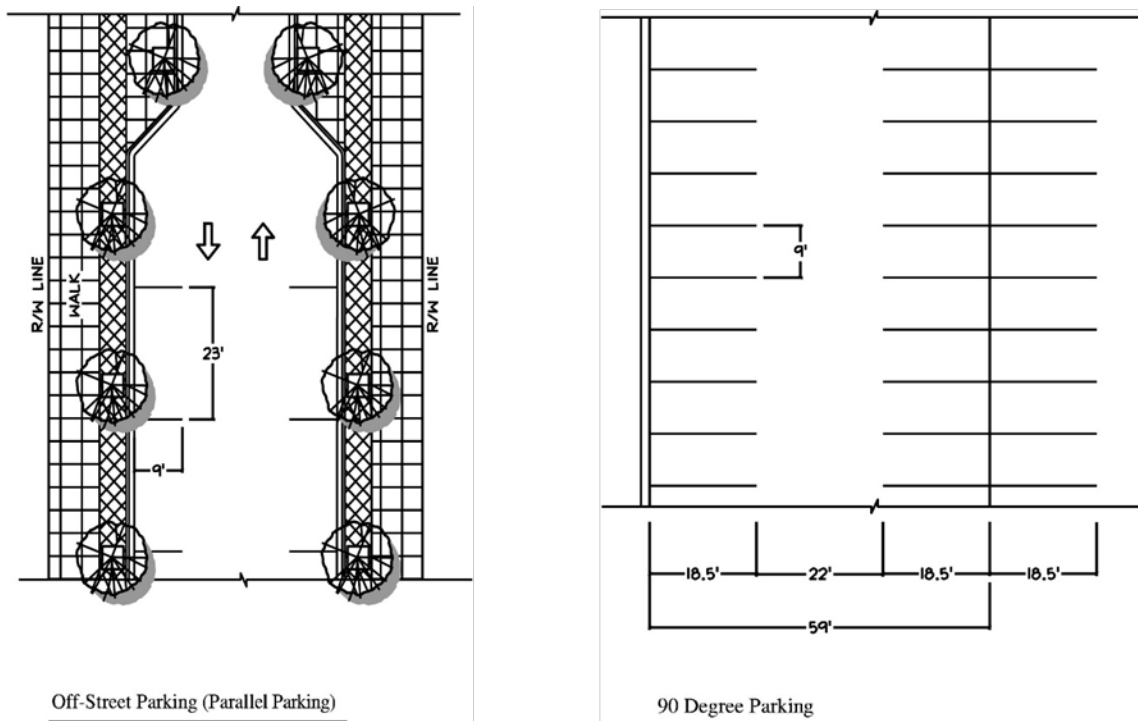 R/W LINE
WALK
R/W LINE
23'
9'
Off-Street Parking (Parallel Parking)
9'
18.5'
22'
18.5'
18.5'
59'
90 Degree Parking